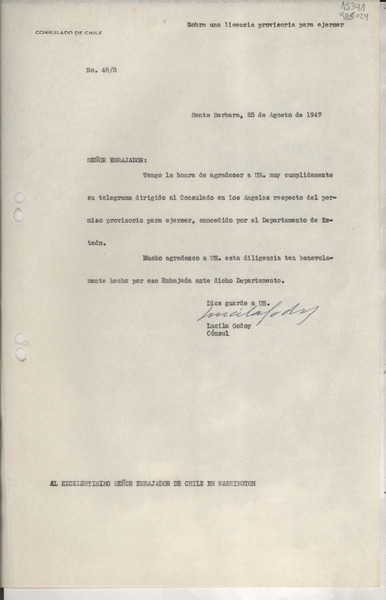 Sobre una licencia provisoria para ejercer
CONSULADO DE CHILE
No. 48/5
Santa Barbara, 25 de Agosto de 1947
SEÑOR EMBAJADOR:
Tengo la honra de agradecer a US. muy cumplidamente
su telegrama dirigido al Consulado en Los Angeles respecto del per-
miso provisorio para ejercer, concedido por el Departamento de Es-
tado.
Mucho agradezco a US. esta diligencia tan benevola-
mente hecha por esa Embajada ante dicho Departamento.
Dios guarde a US.
Lucila Godoy
Lucila Godoy
Cónsul
AL EXCELENTISIMO SEÑOR EMBAJADOR DE CHILE EN WASHINGTON